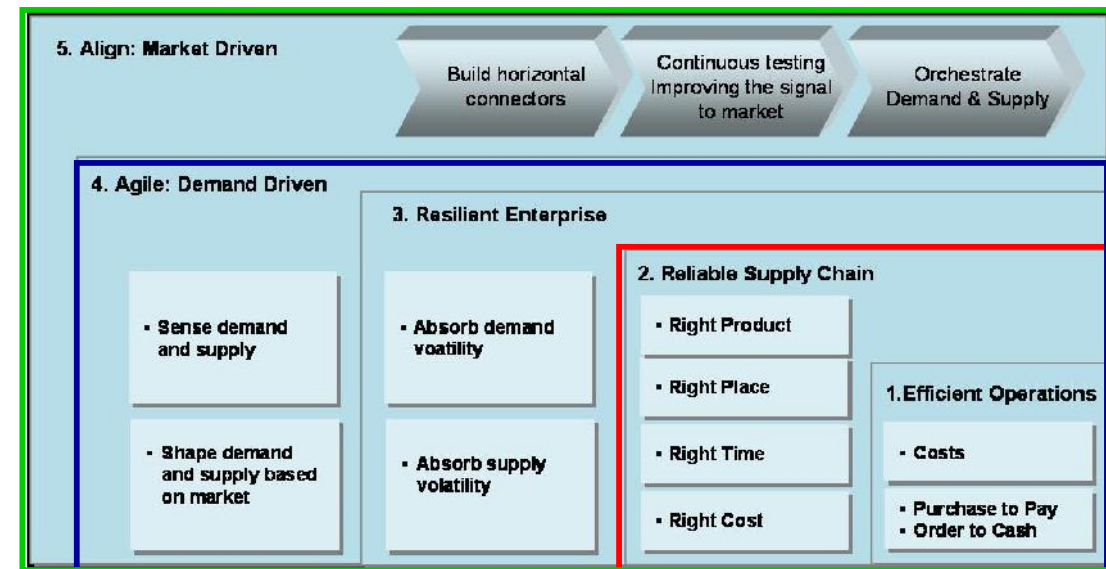 5. Align: Market Driven
Build horizontal
connectors
Continuous testing
Improving the signal
to market
Orchestrate
Demand & Supply
4. Agile: Demand Driven
3. Resilient Enterprise
2. Reliable Supply Chain
▪ Sense demand
and supply
▪ Absorb demand
voatility
▪ Right Product
▪ Right Place
1.Efficient Operations
▪ Shape demand
and supply based
on market
▪ Absorb supply
volatility
▪ Right Time
▪ Right Cost
▪ Costs
▪ Purchase to Pay
▪ Order to Cash